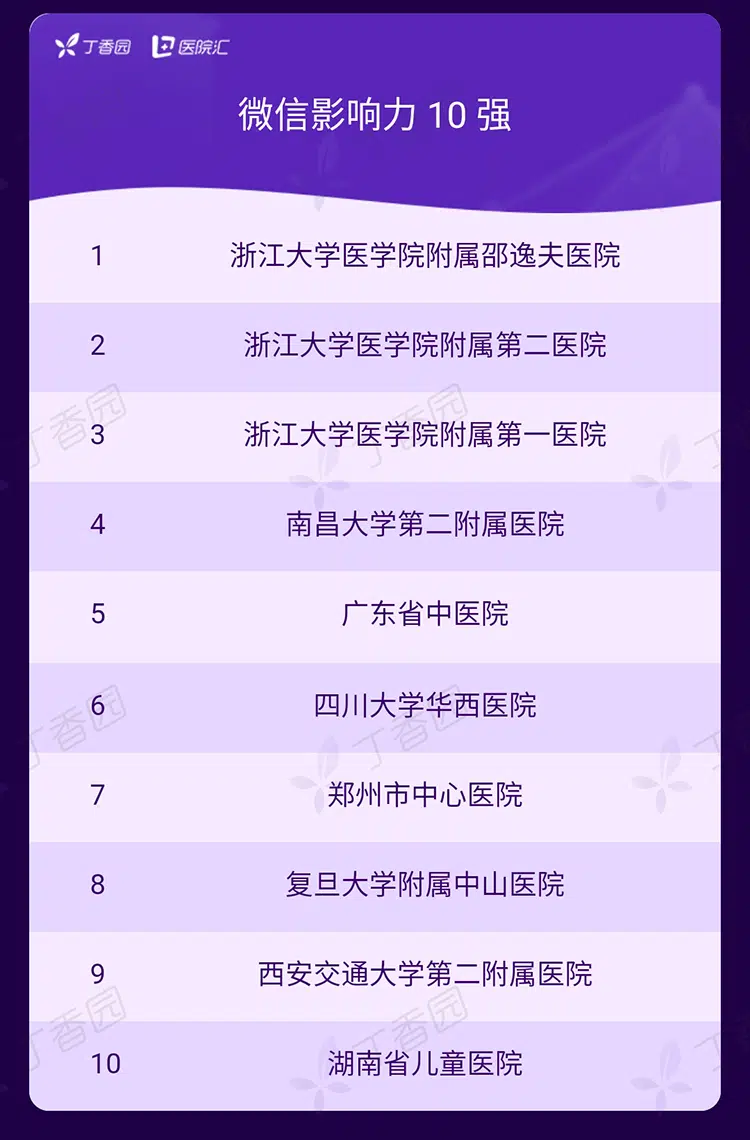 丁香园 医院汇
微信影响力 10 强
1 浙江大学医学院附属邵逸夫医院
2 浙江大学医学院附属第二医院
3 浙江大学医学院附属第一医院
4 南昌大学第二附属医院
5 广东省中医院
6 四川大学华西医院
7 郑州市中心医院
8 复旦大学附属中山医院
9 西安交通大学第二附属医院
10 湖南省儿童医院
丁香园
丁香园
丁香园
丁香园
丁香园
丁香园